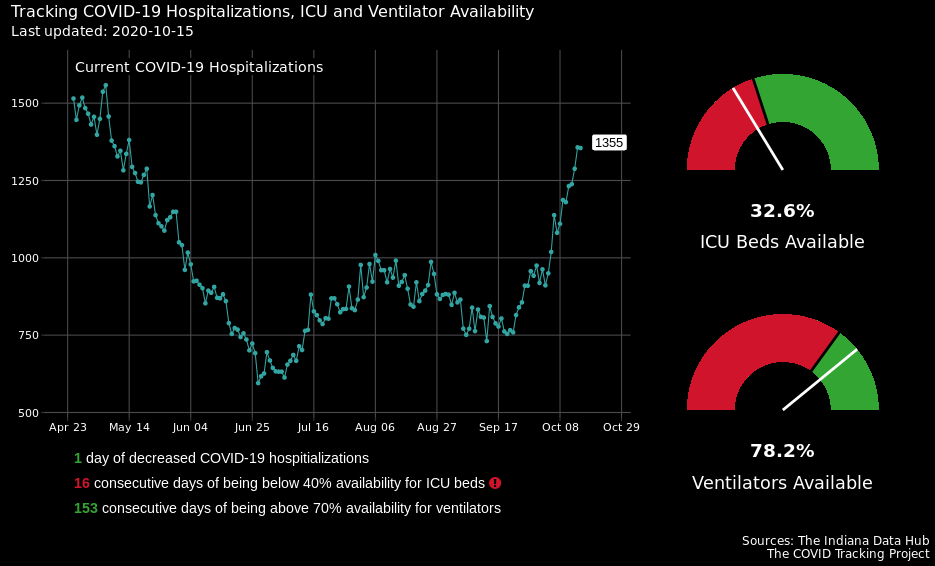 Tracking COVID-19 Hospitalizations, ICU and Ventilator Availability
Last updated: 2020-10-15
Current COVID-19 Hospitalizations
1500
1250
1000
750
500
1355
Apr 23
May 14
Jun 04
Jun 25
Jul 16
Aug 06
Aug 27
Sep 17
Oct 08
Oct 29
32.6%
ICU Beds Available
78.2%
Ventilators Available
1 day of decreased COVID-19 hospitializations
16 consecutive days of being below 40% availability for ICU beds
153 consecutive days of being above 70% availability for ventilators
Sources: The Indiana Data Hub
The COVID Tracking Project